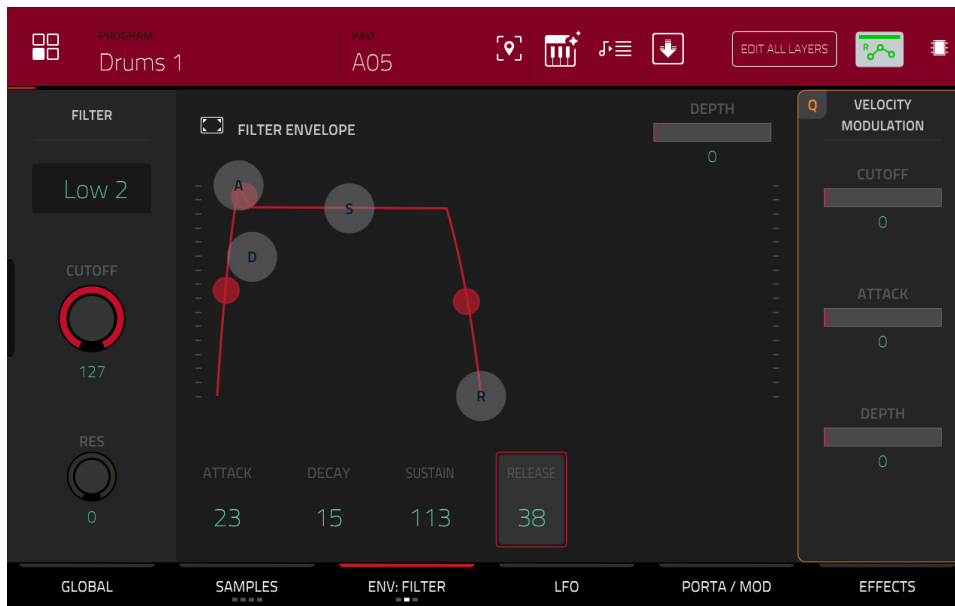 PROGRAM
Drums 1
PAD
A05
EDIT ALL LAYERS
R
FILTER
Low 2
CUTOFF
127
RES
0
FILTER ENVELOPE
DEPTH
0
A
S
D
R
ATTACK
DECAY
SUSTAIN
RELEASE
23
15
113
38
Q
VELOCITY
MODULATION
CUTOFF
0
ATTACK
0
DEPTH
0
GLOBAL
SAMPLES
ENV: FILTER
LFO
PORTA / MOD
EFFECTS